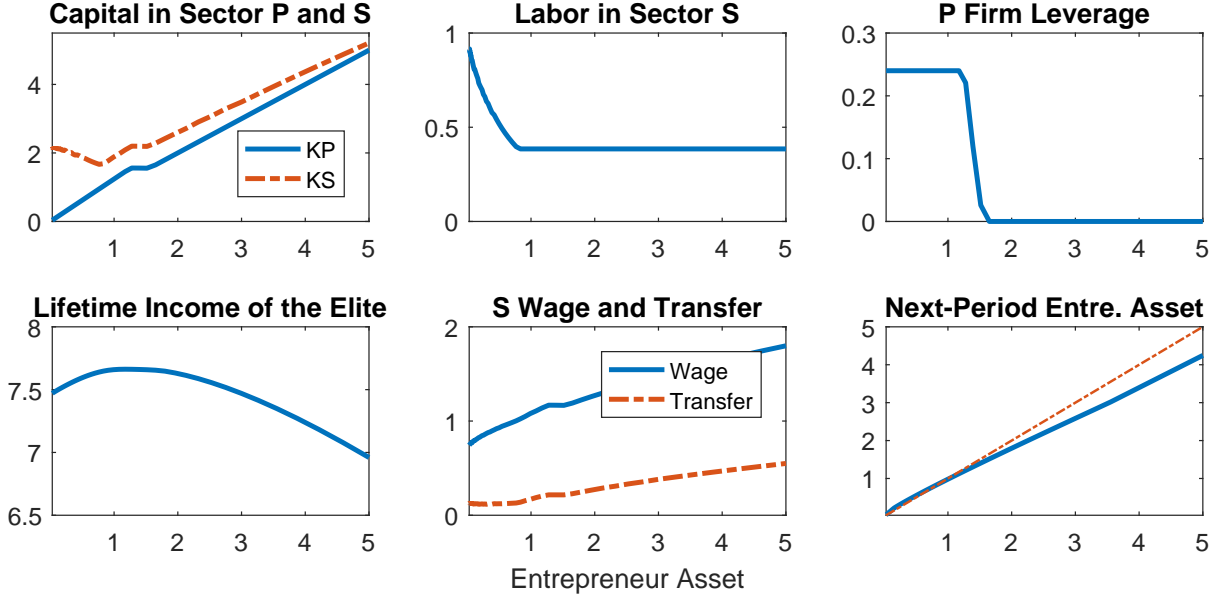 Capital in Sector P and S
4
2
0
KP
KS
1 2 3 4 5
Labor in Sector S
1
0.5
0
1 2 3 4 5
P Firm Leverage
0.3
0.2
0.1
0
1 2 3 4 5
Lifetime Income of the Elite
8
7.5
7
6.5
1 2 3 4 5
S Wage and Transfer
2
1
0
Wage
Transfer
1 2 3 4 5
Entrepreneur Asset
Next-Period Entre. Asset
5
4
3
2
1
1 2 3 4 5